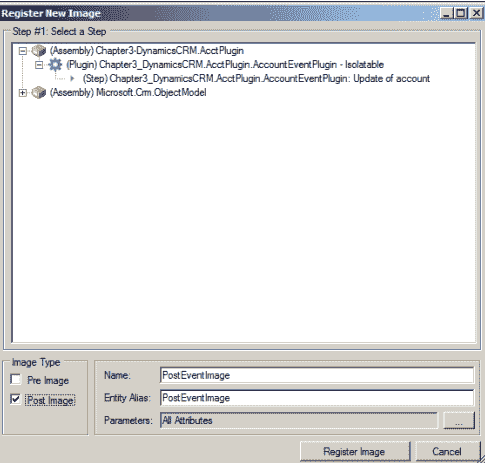 Register New Image
Step #1: Select a Step
(Assembly) Chapter3-DynamicsCRM.AcctPlugin
(Plugin) Chapter3_DynamicsCRM.AcctPlugin.AccountEventPlugin - Isolatable
(Step) Chapter3_DynamicsCRM.AcctPlugin.AccountEventPlugin: Update of account
(Assembly) Microsoft.Crm.ObjectModel
Image Type
Pre Image
Post Image
Name: PostEventImage
Entity Alias: PostEventImage
Parameters: All Attributes ...
Register Image Cancel